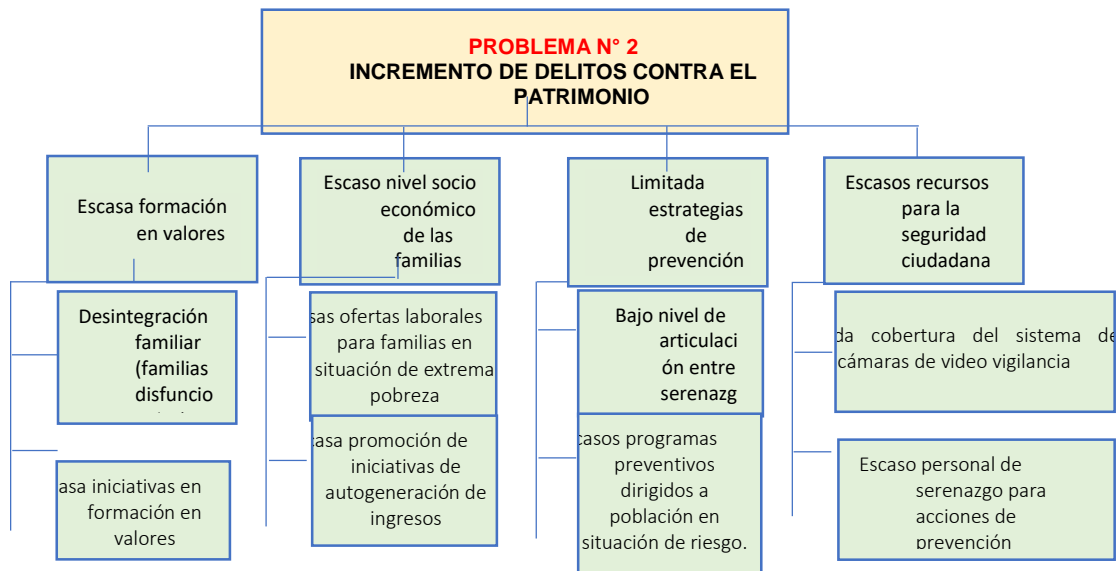 PROBLEMA N° 2
INCREMENTO DE DELITOS CONTRA EL
PATRIMONIO
Escasa formación
en valores
Escaso nivel socio
económico
de las
familias
Limitada
estrategias
de
prevención
Escasos recursos
para la
seguridad
ciudadana
Desintegración
familiar
(familias
disfuncio
sas ofertas laborales
para familias en
situación de extrema
pobreza
Bajo nivel de
articulaci
ón entre
serenazg
da cobertura del sistema de
cámaras de video vigilancia
asa iniciativas en
formación en
valores
casa promoción de
iniciativas de
autogeneración de
ingresos
casos programas
preventivos
dirigidos a
población en
situación de riesgo.
Escaso personal de
serenazgo para
acciones de
prevención